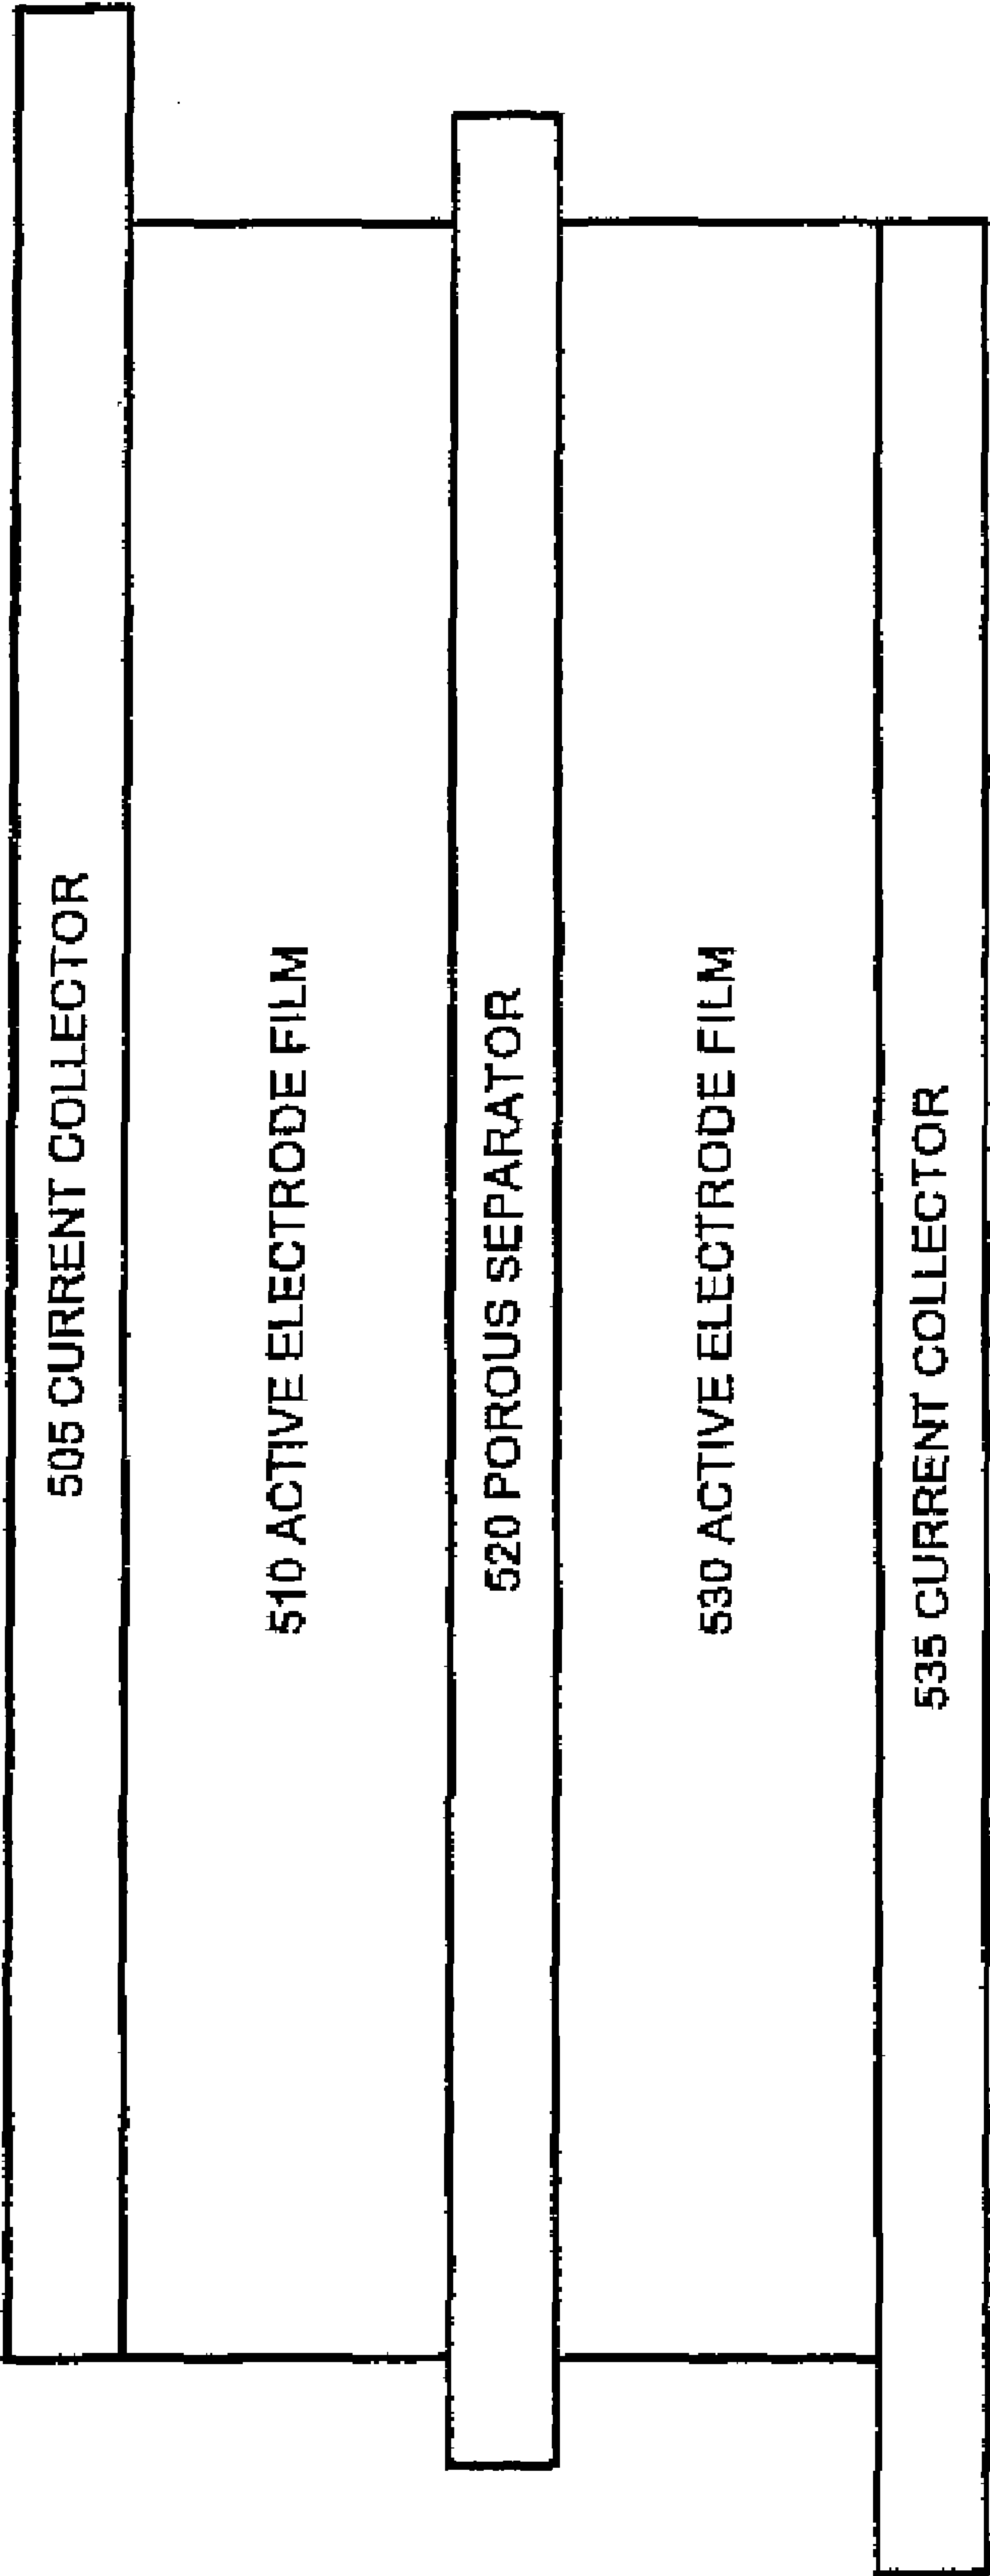 505 CURRENT COLLECTOR
510 ACTIVE ELECTRODE FILM
520 POROUS SEPARATOR
530 ACTIVE ELECTRODE FILM
535 CURRENT COLLECTOR